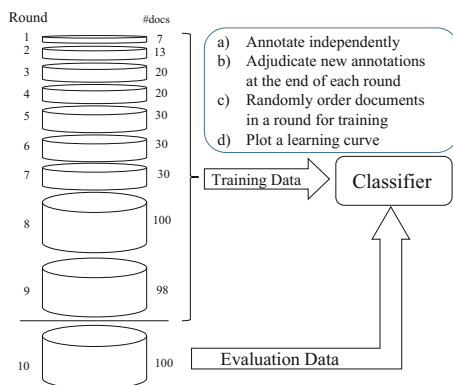 Round #docs
1 7
2 13
3 20
4 20
5 30
6 30
7 30
8 100
9 98
10 100
a) Annotate independently
b) Adjudicate new annotations
at the end of each round
c) Randomly order documents
in a round for training
d) Plot a learning curve
Training Data
Classifier
Evaluation Data